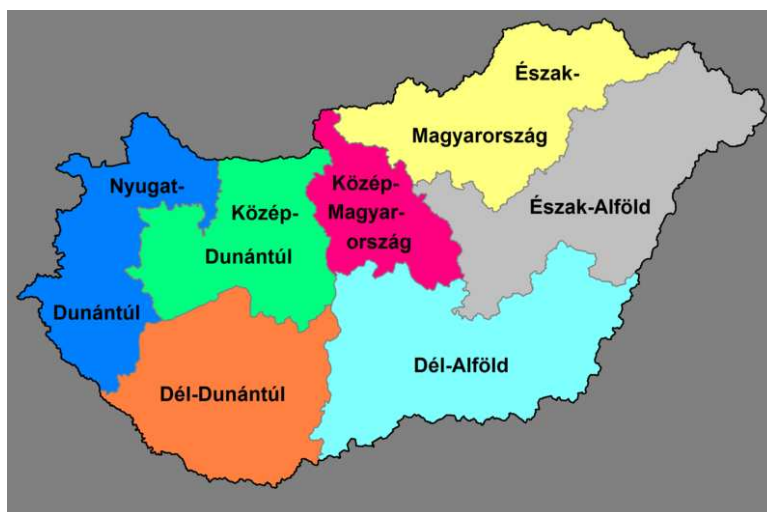 Észak-
Magyarország
Nyugat-
Dunántúl
Közép-
Dunántúl
Közép-
Magyar-
ország
Észak-Alföld
Dél-Alföld
Dél-Dunántúl